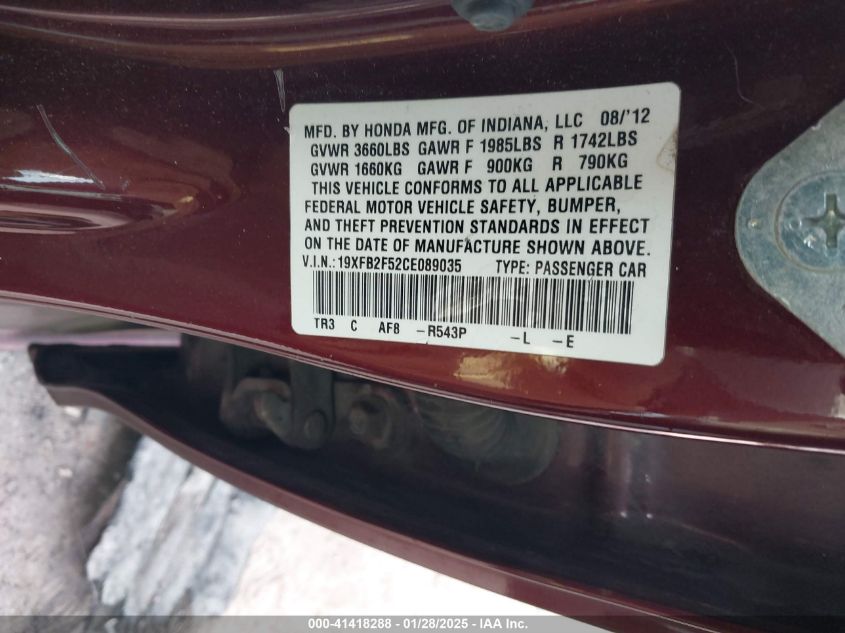 MFD. BY HONDA MFG. OF INDIANA, LLC 08/'12
GVWR 3660LBS GAWR F 1985LBS R 1742LBS
GVWR 1660KG GAWR F 900KG R 790KG
THIS VEHICLE CONFORMS TO ALL APPLICABLE
FEDERAL MOTOR VEHICLE SAFETY, BUMPER,
AND THEFT PREVENTION STANDARDS IN EFFECT
ON THE DATE OF MANUFACTURE SHOWN ABOVE.
V.I.N.: 19XFB2F52CE089035 TYPE: PASSENGER CAR
TR3 C AF8 -R543P -L -E
000-41418288 - 01/28/2025 - IAA, Inc.